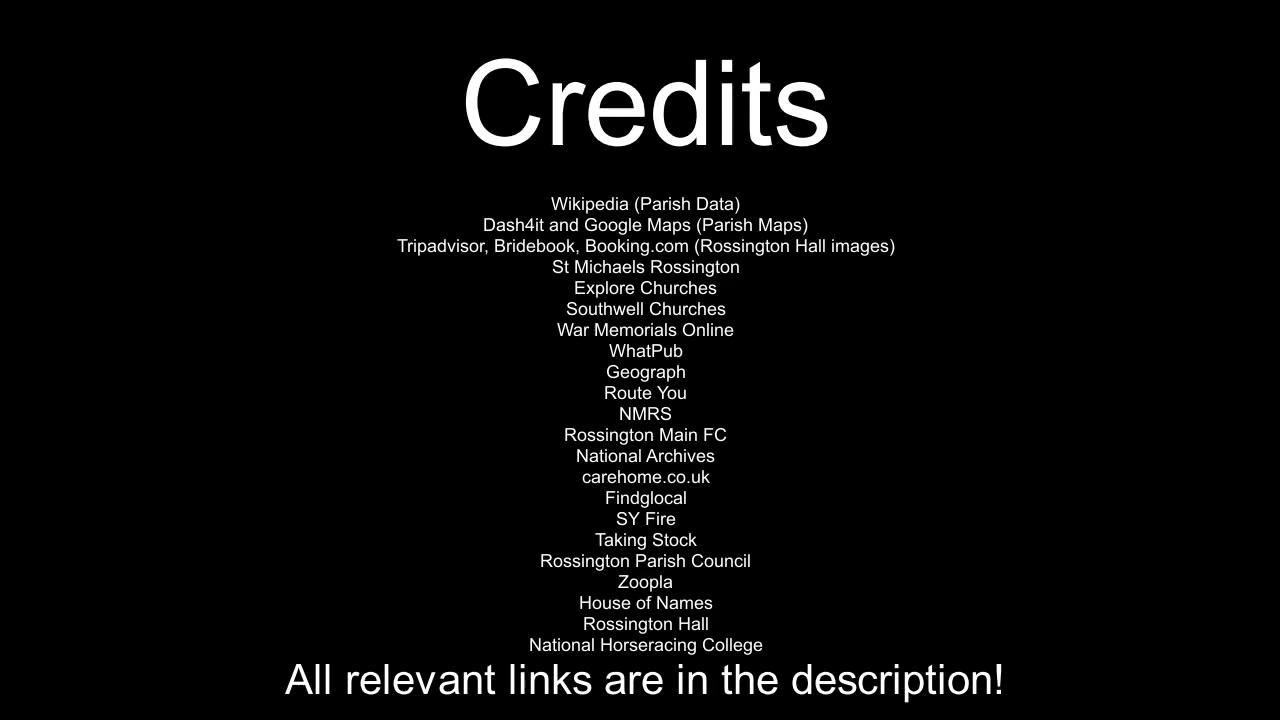 Credits
Wikipedia (Parish Data)
Dash4it and Google Maps (Parish Maps)
Tripadvisor, Bridebook, Booking.com (Rossington Hall images)
St Michaels Rossington
Explore Churches
Southwell Churches
War Memorials Online
WhatPub
Geograph
Route You
NMRS
Rossington Main FC
National Archives
carehome.co.uk
Findglocal
SY Fire
Taking Stock
Rossington Parish Council
Zoopla
House of Names
Rossington Hall
National Horseracing College
All relevant links are in the description!